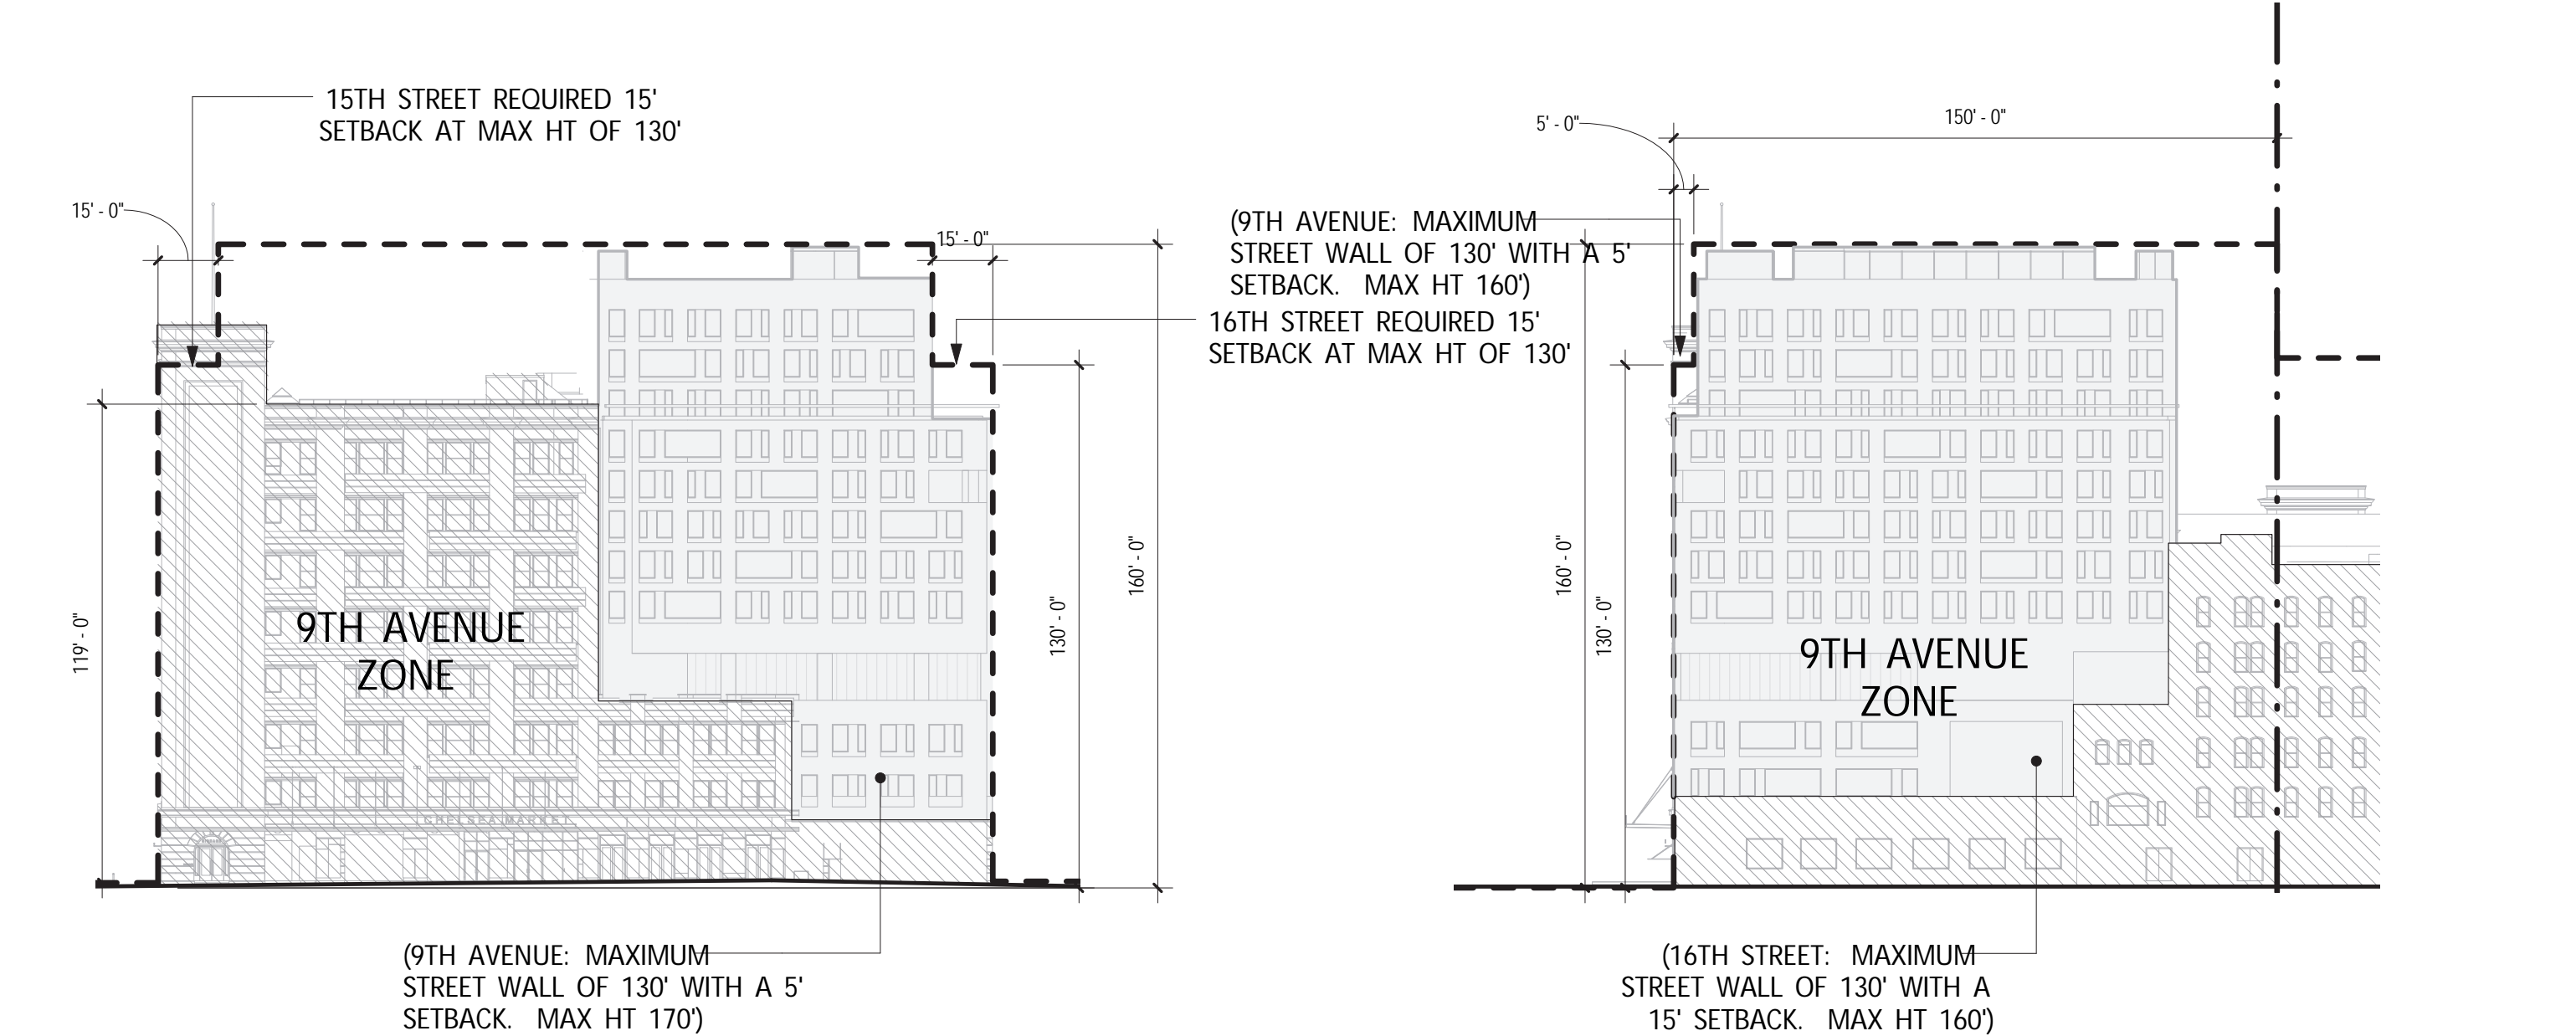 15TH STREET REQUIRED 15'
SETBACK AT MAX HT OF 130'
15' - 0"
15' - 0"
119' - 0"
9TH AVENUE
ZONE
CHELSEA MARKET
130' - 0"
160' - 0"
(9TH AVENUE: MAXIMUM
STREET WALL OF 130' WITH A 5'
SETBACK. MAX HT 170')
5' - 0"
150' - 0"
(9TH AVENUE: MAXIMUM
STREET WALL OF 130' WITH A 5'
SETBACK. MAX HT 160')
16TH STREET REQUIRED 15'
SETBACK AT MAX HT OF 130'
160' - 0"
130' - 0"
9TH AVENUE
ZONE
(16TH STREET: MAXIMUM
STREET WALL OF 130' WITH A
15' SETBACK. MAX HT 160')